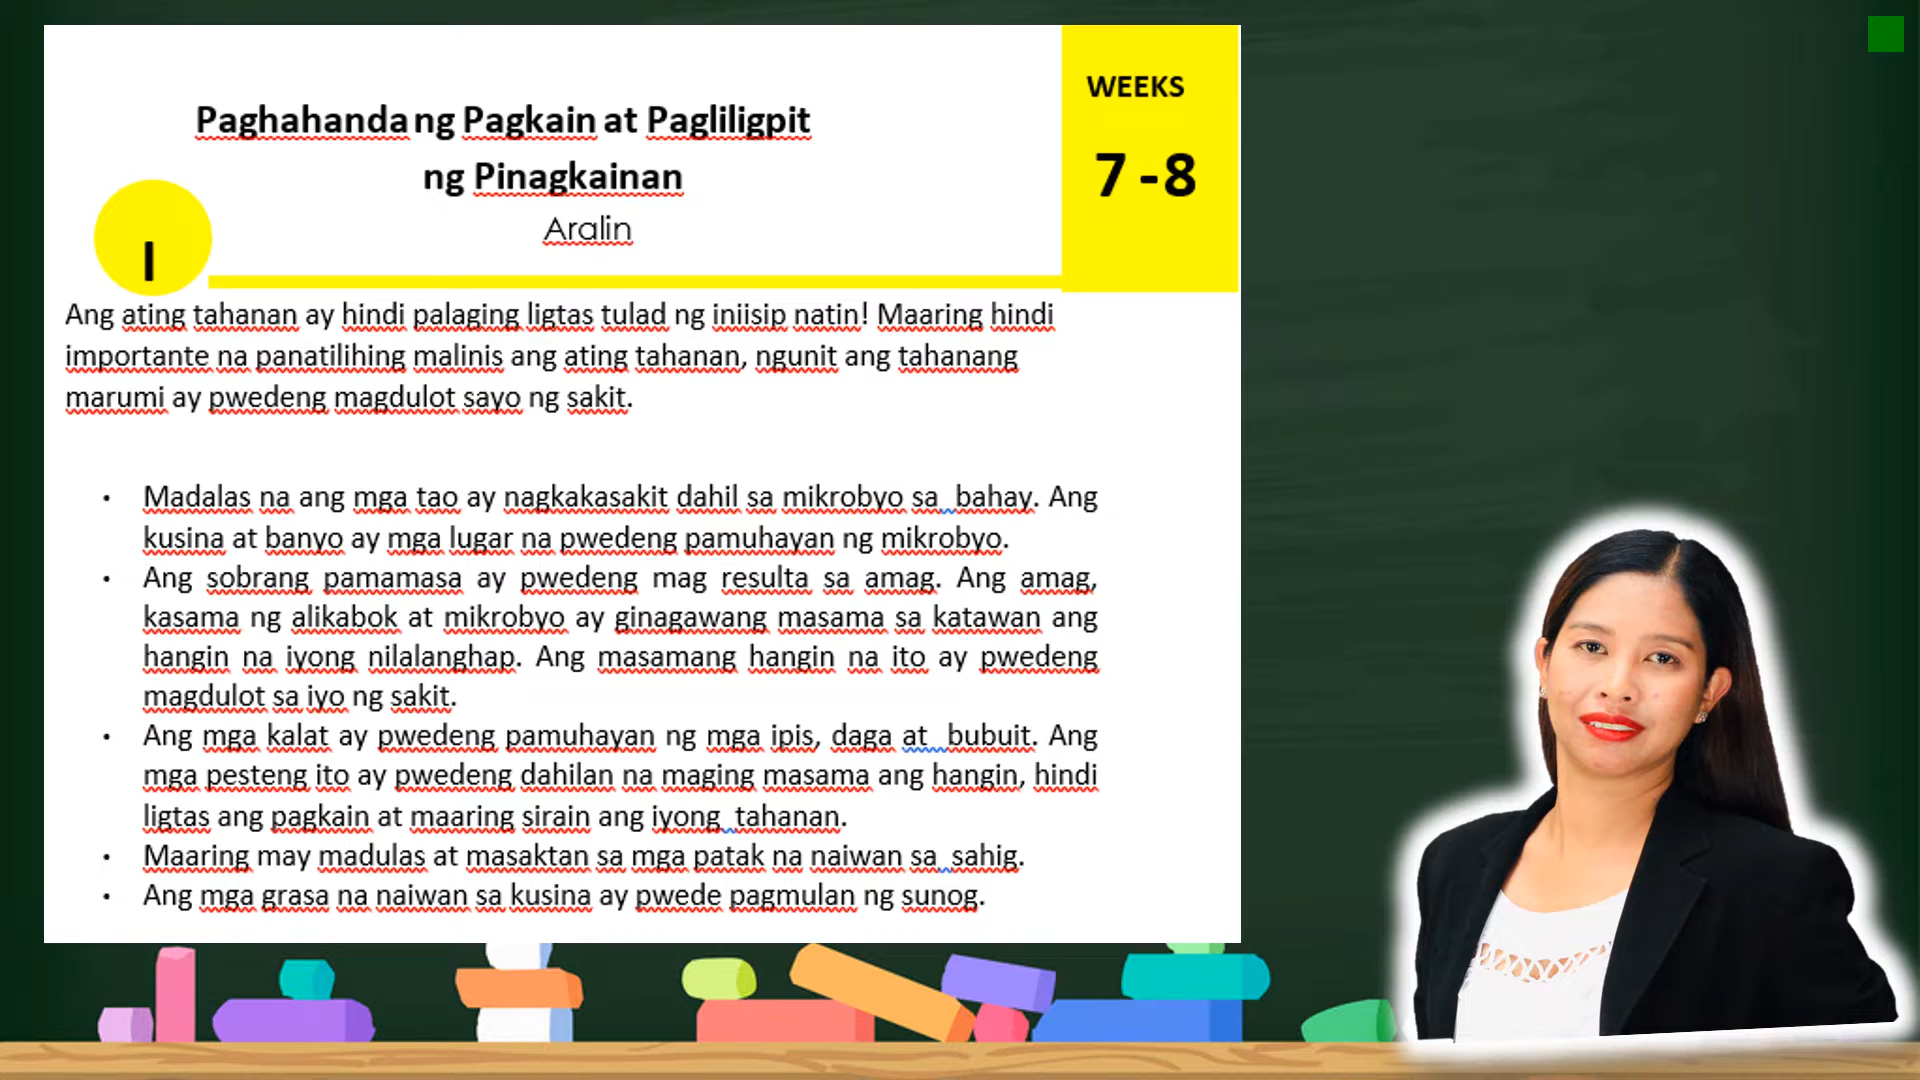 WEEKS
7 -8
Paghahanda ng Pagkain at Pagliligpit
ng Pinagkainan
Aralin
I
Ang ating tahanan ay hindi palaging ligtas tulad ng iniisip natin! Maaring hindi
importante na panatilihing malinis ang ating tahanan, ngunit ang tahanang
marumi ay pwedeng magdulot sayo ng sakit.
• Madalas na ang mga tao ay nagkakasakit dahil sa mikrobyo sa bahay. Ang
kusina at banyo ay mga lugar na pwedeng pamuhayan ng mikrobyo.
• Ang sobrang pamamasa ay pwedeng mag resulta sa amag. Ang amag,
kasama ng alikabok at mikrobyo ay ginagawang masama sa katawan ang
hangin na iyong nilalanghap. Ang masamang hangin na ito ay pwedeng
magdulot sa iyo ng sakit.
• Ang mga kalat ay pwedeng pamuhayan ng mga ipis, daga at bubuit. Ang
mga pesteng ito ay pwedeng dahilan na maging masama ang hangin, hindi
ligtas ang pagkain at maaring sirain ang iyong tahanan.
• Maaring may madulas at masaktan sa mga patak na naiwan sa sahig.
• Ang mga grasa na naiwan sa kusina ay pwede pagmulan ng sunog.